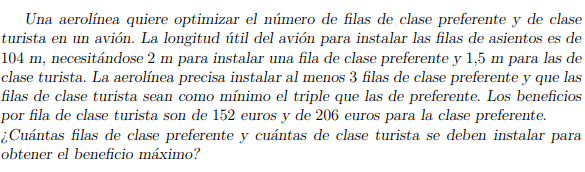 Una aerolínea quiere optimizar el número de filas de clase preferente y de clase
turista en un avión. La longitud útil del avión para instalar las filas de asientos es de
104 m, necesitándose 2 m para instalar una fila de clase preferente y 1,5 m para las de
clase turista. La aerolínea precisa instalar al menos 3 filas de clase preferente y que las
filas de clase turista sean como mínimo el triple que las de preferente. Los beneficios
por fila de clase turista son de 152 euros y de 206 euros para la clase preferente.
¿Cuántas filas de clase preferente y cuántas de clase turista se deben instalar para
obtener el beneficio máximo?